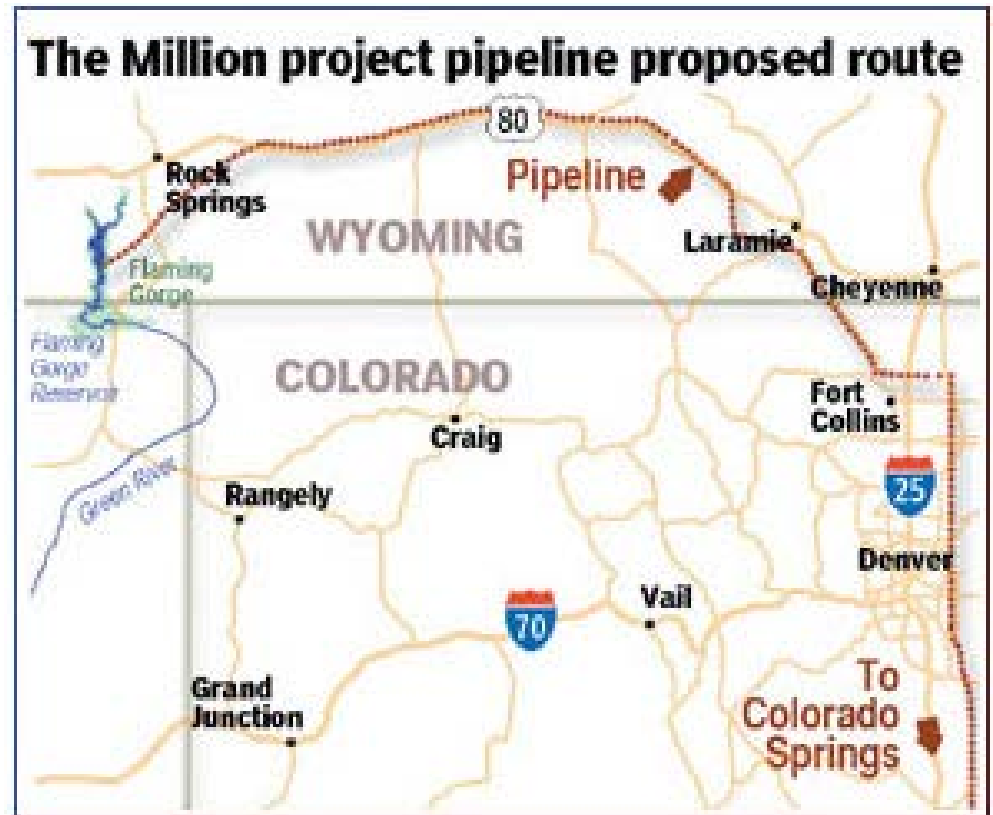 The Million project pipeline proposed route
80
Rock
Springs
Pipeline
WYOMING
Laramie
Flaming
Gorge
Cheyenne
Flaming
Gorge
Reservoir
COLORADO
Fort
Collins
Craig
25
Green River
Rangely
Denver
Vail
70
Grand
Junction
To
Colorado
Springs